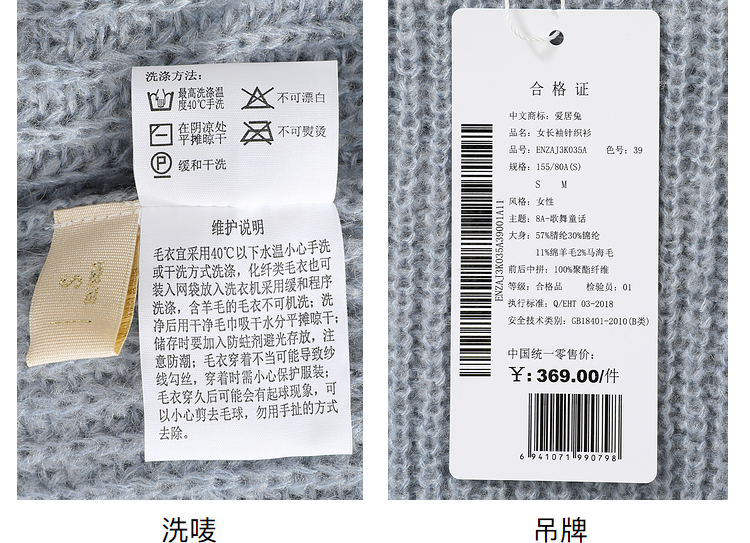 洗涤方法:
最高洗涤温
度40℃手洗
不可漂白
在阴凉处
平摊晾干
不可熨烫
P
缓和干洗
维护说明
毛衣宜采用40℃以下水温小心手洗
或干洗方式洗涤，化纤类毛衣也可
装入网袋放入洗衣机采用缓和程序
洗涤，含羊毛的毛衣不可机洗；洗
净后用干净毛巾吸干水分平摊晾干；
储存时要加入防蛀剂避光存放，注
意防潮；毛衣穿着不当可能导致纱
线勾丝，穿着时需小心保护服装；
毛衣穿久后可能会有起球现象，可
以小心剪去毛球，勿用手扯的方式
去除。
S
合格证
中文商标: 爱居兔
品名: 女长袖针织衫
品号: ENZAJ3K035A 色号: 39
规格: 155/80A(S)
S M
风格: 女性
主题: 8A-歌舞童话
大身: 57%腈纶30%锦纶
11%绵羊毛2%马海毛
前后中拼: 100%聚酯纤维
等级: 合格品 检验员: 01
执行标准: Q/EHT 03-2018
安全技术类别: GB18401-2010(B类)
中国统一零售价:
¥: 369.00/件
6 941071 990798
ENZAJ3K035A39001A11
洗唛
吊牌